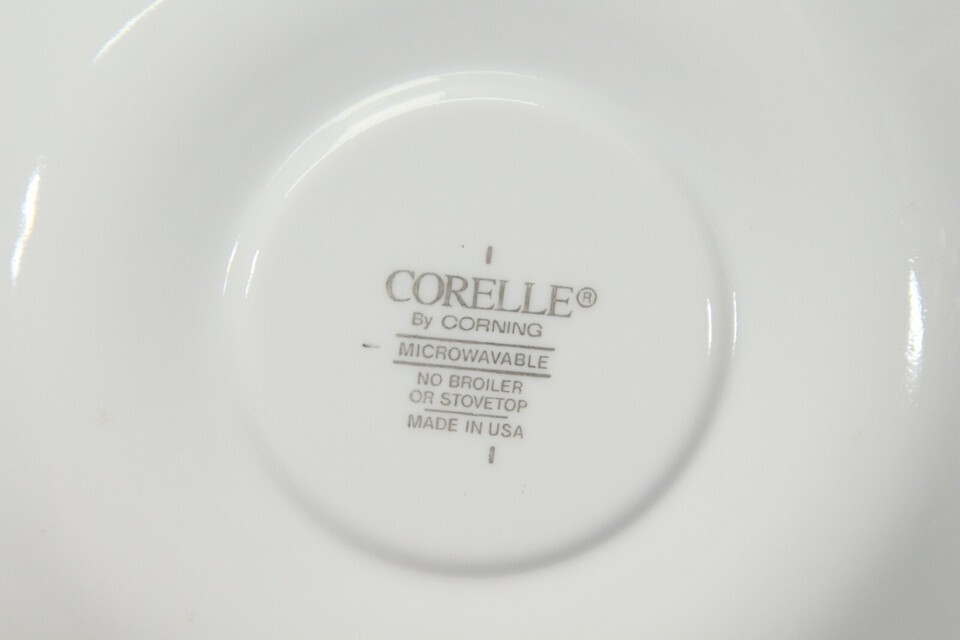 CORELLE®
By CORNING
MICROWAVABLE
NO BROILER
OR STOVETOP
MADE IN USA